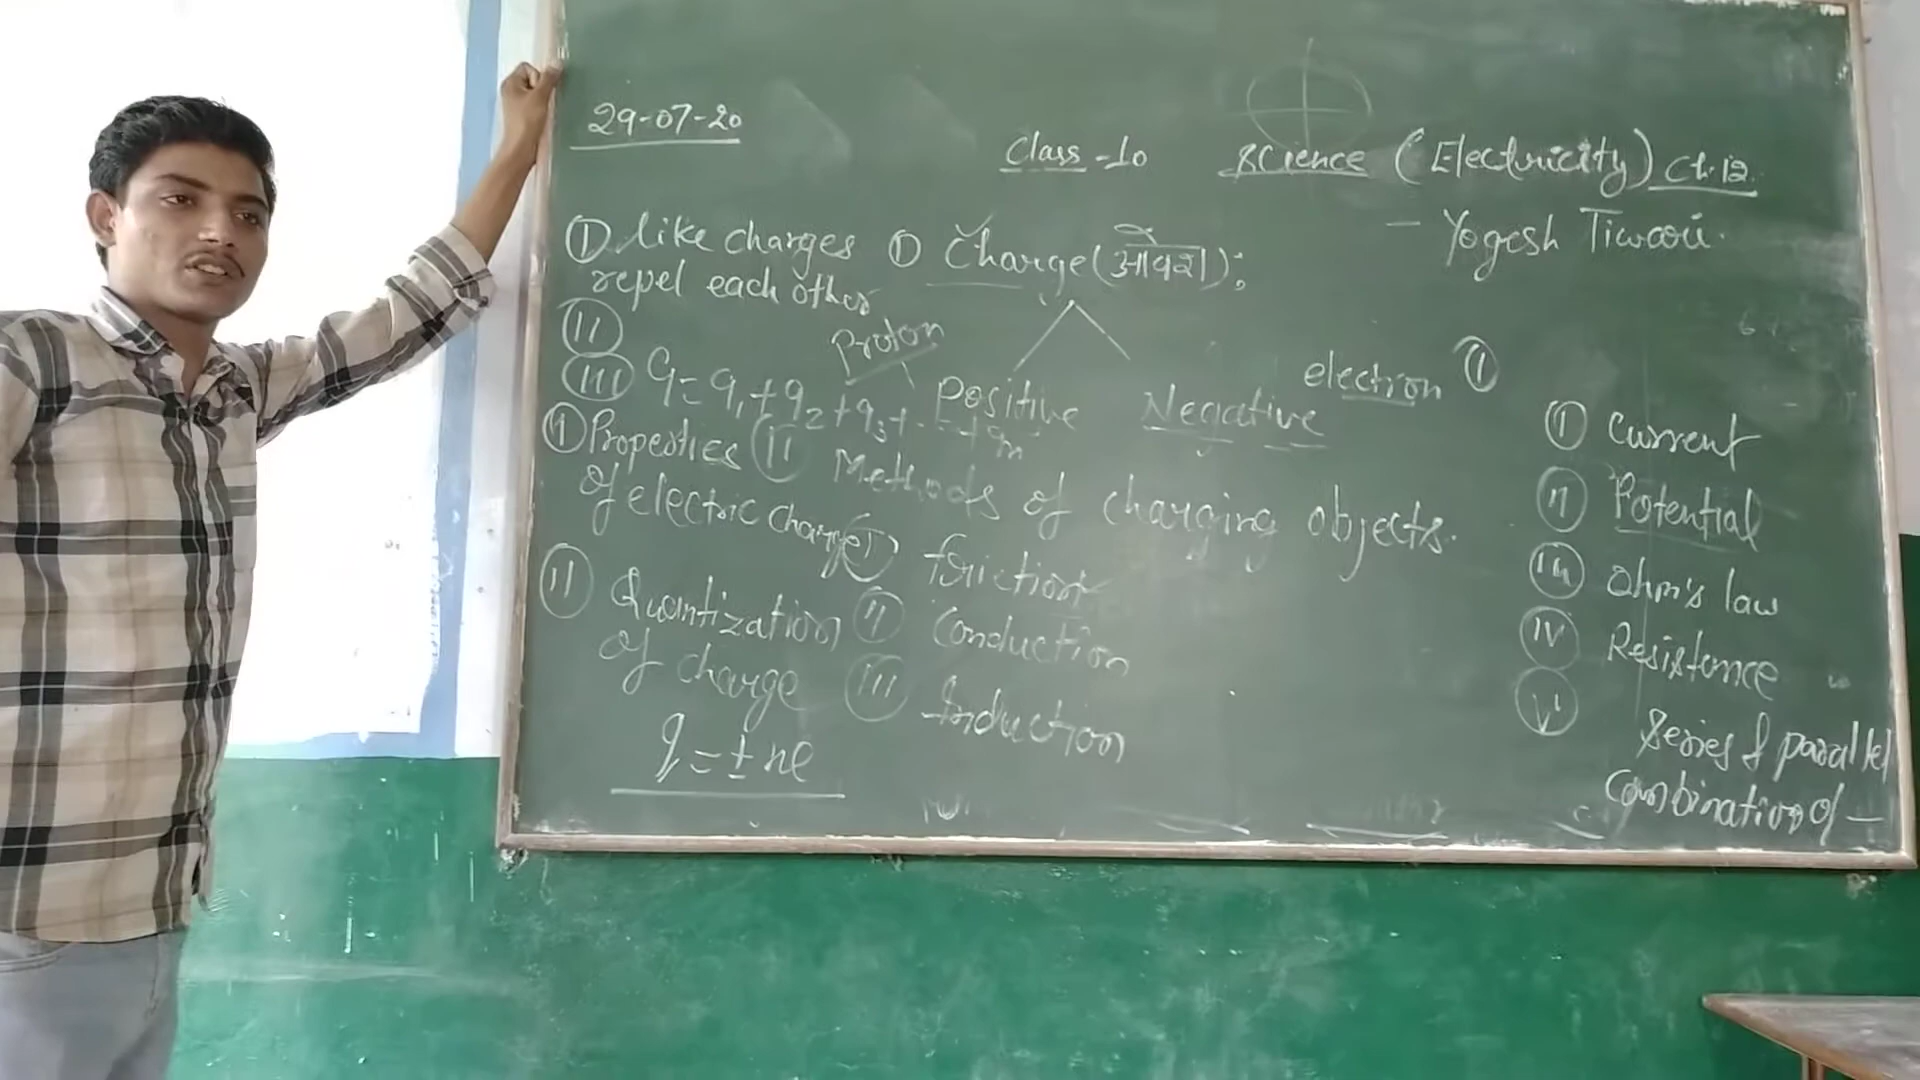 29-07-20
Class-10 Science (Electricity) Ch.12
- Yogesh Tiwari.
① like charges
repel each other
① Charge (आवेश);
(II)
Proton
Positive
Negative
electron ①
(III) q = q1+q2+q3+---+qn
① Properties
of electric charge
(II) Methods of charging objects.
① friction
(II) Conduction
(III) Induction
(II) Quantization
of charge
q = ± ne
(I) Current
(II) Potential
(III) Ohm's law
(IV) Resistance
(V) Series & parallel
Combination of —